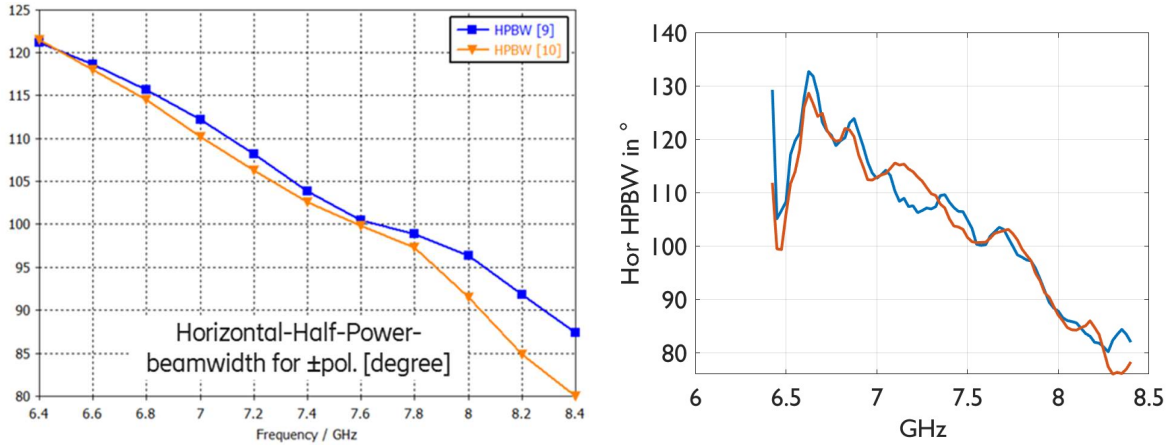 125
120
115
110
105
100
95
90
85
80
HPBW [9]
HPBW [10]
Horizontal-Half-Power-
beamwidth for ±pol. [degree]
6.4 6.6 6.8 7 7.2 7.4 7.6 7.8 8 8.2 8.4
Frequency / GHz
Hor HPBW in °
140
130
120
110
100
90
80
6 6.5 7 7.5 8 8.5
GHz